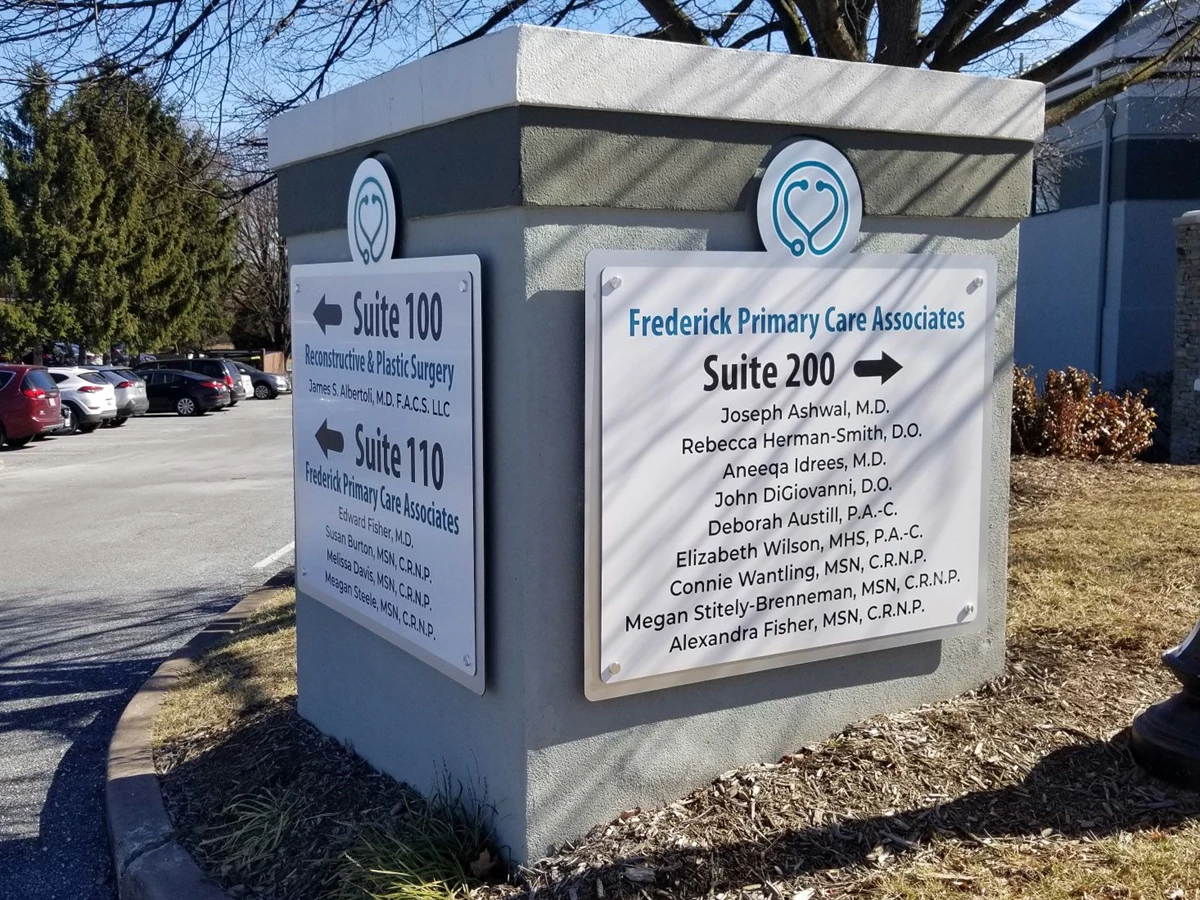 Suite 100
Reconstructive & Plastic Surgery
James S. Albertoli, M.D. F.A.C.S. LLC
Suite 110
Frederick Primary Care Associates
Edward Fisher, M.D.
Susan Burton, MSN, C.R.N.P.
Melissa Davis, MSN, C.R.N.P.
Meagan Steele, MSN, C.R.N.P.
Frederick Primary Care Associates
Suite 200
Joseph Ashwal, M.D.
Rebecca Herman-Smith, D.O.
Aneeqa Idrees, M.D.
John DiGiovanni, D.O.
Deborah Austill, P.A.-C.
Elizabeth Wilson, MHS, P.A.-C.
Connie Wantling, MSN, C.R.N.P.
Megan Stitely-Brenneman, MSN, C.R.N.P.
Alexandra Fisher, MSN, C.R.N.P.